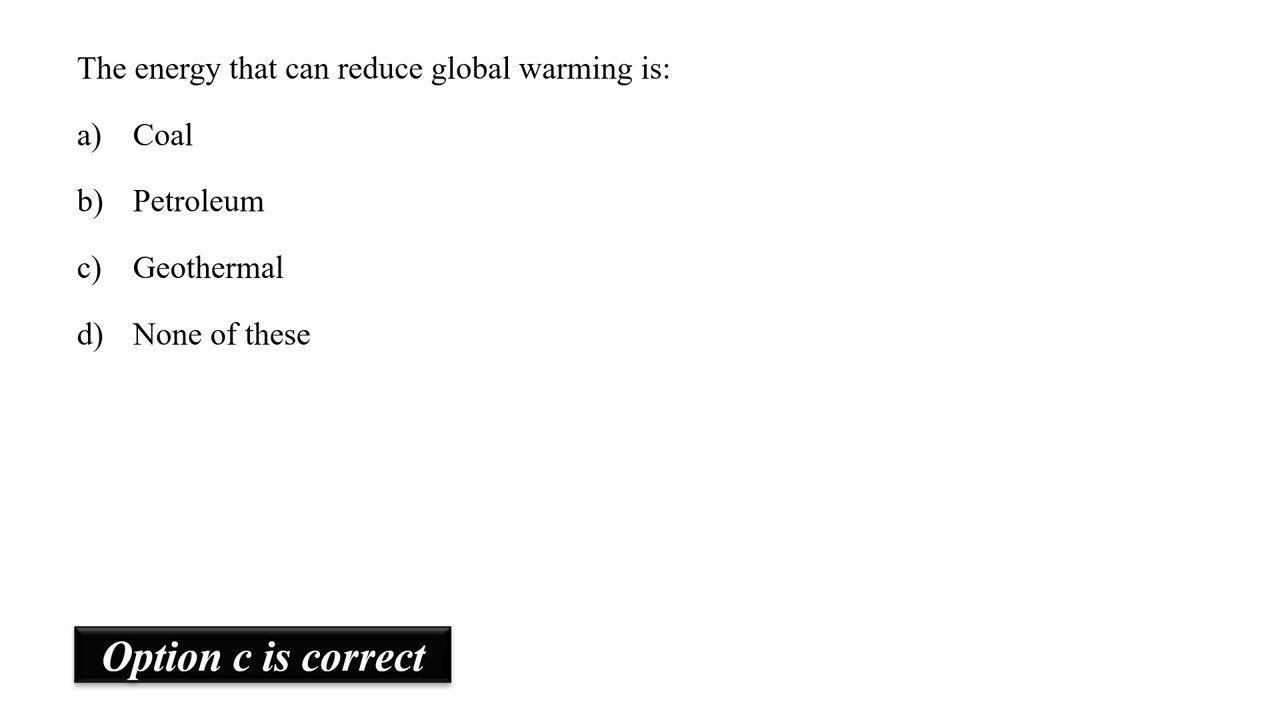 The energy that can reduce global warming is:
a) Coal
b) Petroleum
c) Geothermal
d) None of these
Option c is correct